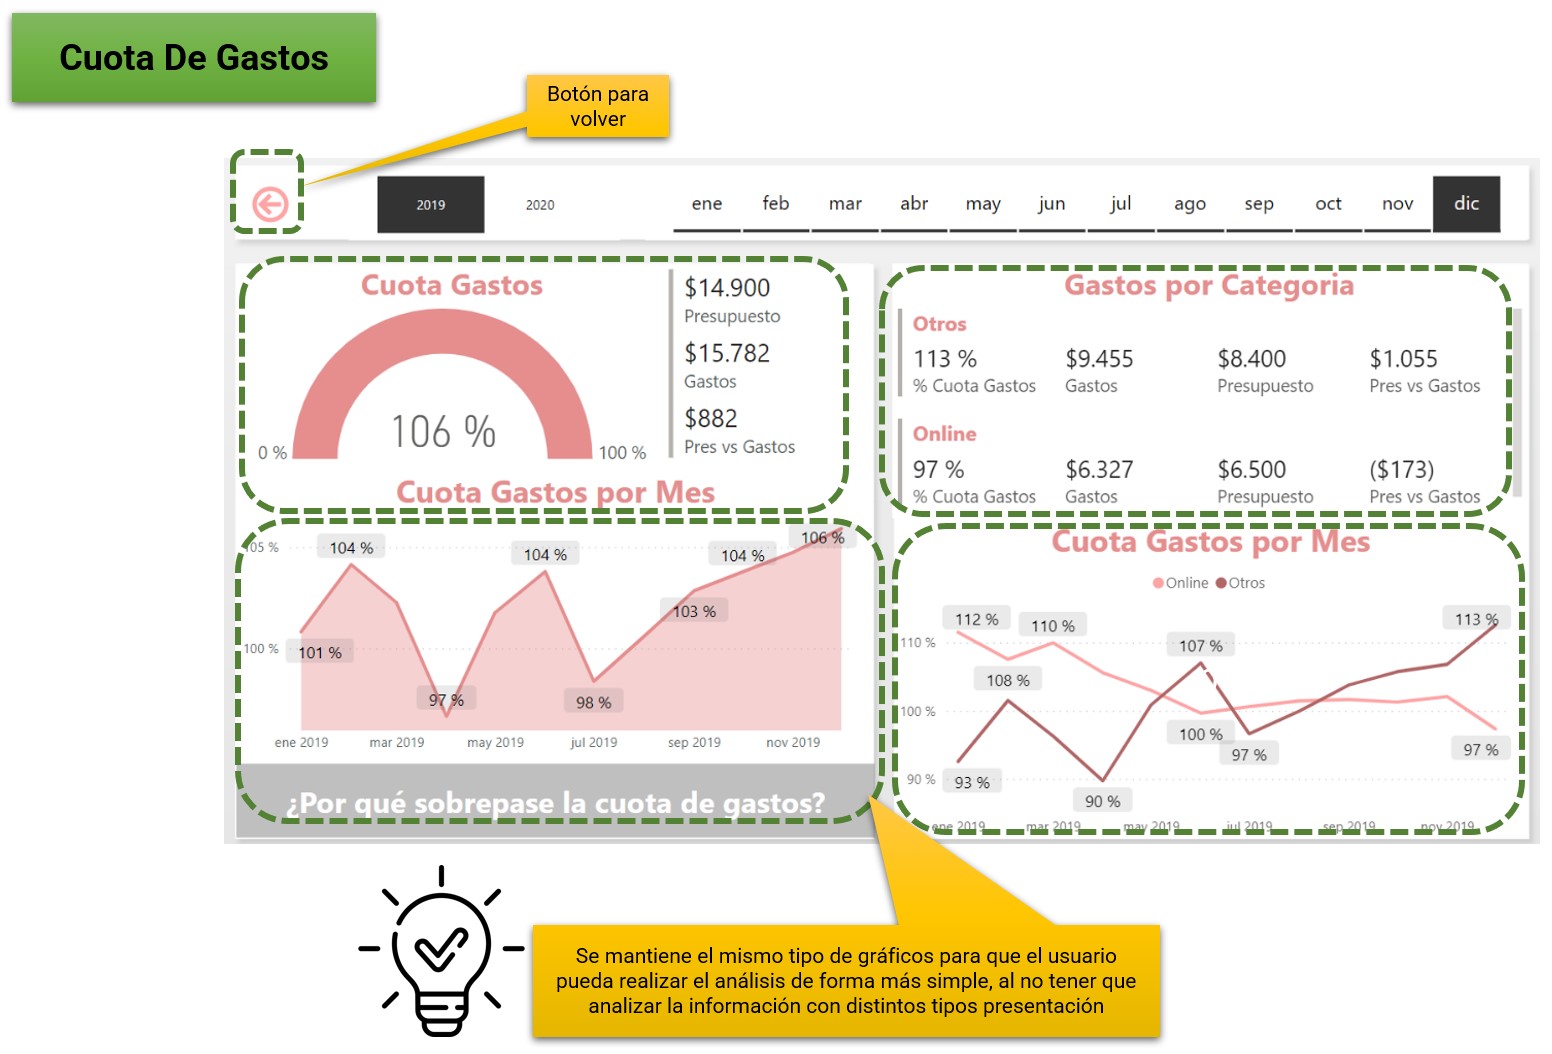 Cuota De Gastos
Botón para
volver
2019
2020
ene
feb
mar
abr
may
jun
jul
ago
sep
oct
nov
dic
Cuota Gastos
0 %
106 %
100 %
$14.900
Presupuesto
$15.782
Gastos
$882
Pres vs Gastos
Gastos por Categoria
Otros
113 %
$9.455
$8.400
$1.055
% Cuota Gastos
Gastos
Presupuesto
Pres vs Gastos
Online
97 %
$6.327
$6.500
($173)
% Cuota Gastos
Gastos
Presupuesto
Pres vs Gastos
Cuota Gastos por Mes
105 %
100 %
101 %
104 %
97 %
104 %
98 %
103 %
104 %
106 %
ene 2019
mar 2019
may 2019
jul 2019
sep 2019
nov 2019
¿Por qué sobrepase la cuota de gastos?
Cuota Gastos por Mes
Online
Otros
110 %
100 %
90 %
112 %
110 %
108 %
93 %
90 %
107 %
100 %
97 %
113 %
97 %
ene 2019
mar 2019
may 2019
jul 2019
sep 2019
nov 2019
Se mantiene el mismo tipo de gráficos para que el usuario
pueda realizar el análisis de forma más simple, al no tener que
analizar la información con distintos tipos presentación